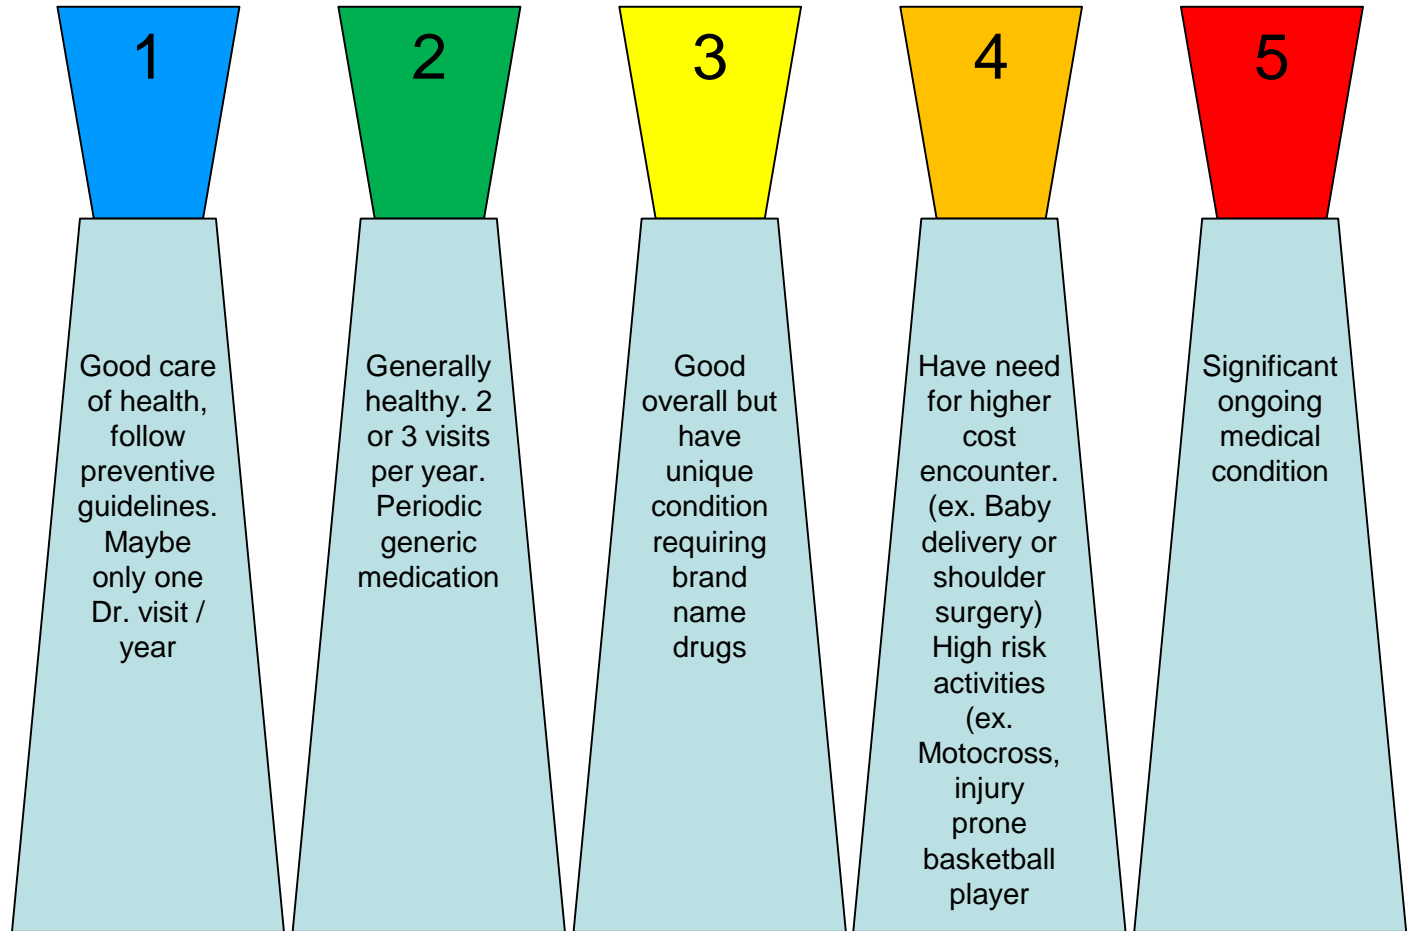 1
Good care
of health,
follow
preventive
guidelines.
Maybe
only one
Dr. visit /
year
2
Generally
healthy. 2
or 3 visits
per year.
Periodic
generic
medication
3
Good
overall but
have
unique
condition
requiring
brand
name
drugs
4
Have need
for higher
cost
encounter.
(ex. Baby
delivery or
shoulder
surgery)
High risk
activities
(ex.
Motocross,
injury
prone
basketball
player
5
Significant
ongoing
medical
condition